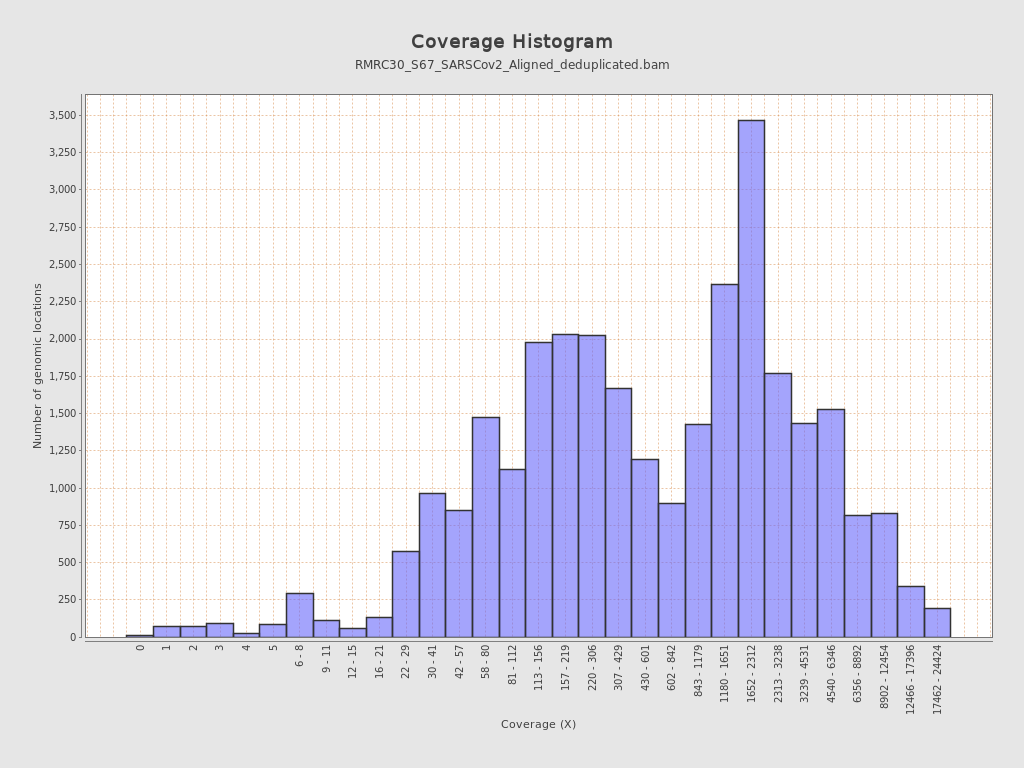 Coverage Histogram
RMRC30_S67_SARSCov2_Aligned_deduplicated.bam
Number of genomic locations
3,500
3,250
3,000
2,750
2,500
2,250
2,000
1,750
1,500
1,250
1,000
750
500
250
0
0
1
2
3
4
5
6 - 8
9 - 11
12 - 15
16 - 21
22 - 29
30 - 41
42 - 57
58 - 80
81 - 112
113 - 156
157 - 219
220 - 306
307 - 429
430 - 601
602 - 842
843 - 1179
1180 - 1651
1652 - 2312
2313 - 3238
3239 - 4531
4540 - 6346
6356 - 8892
8902 - 12454
12466 - 17396
17462 - 24424
Coverage (X)